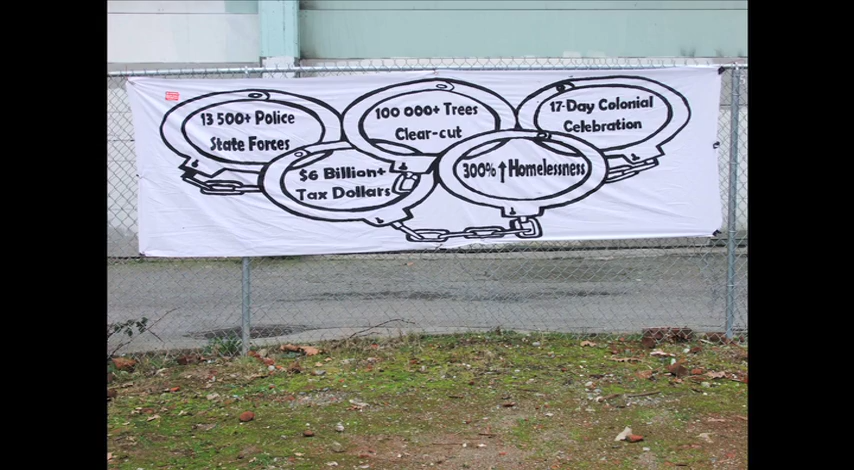 13 500+ Police
State Forces
100 000+ Trees
Clear-cut
17-Day Colonial
Celebration
$6 Billion+
Tax Dollars
300% ↑ Homelessness